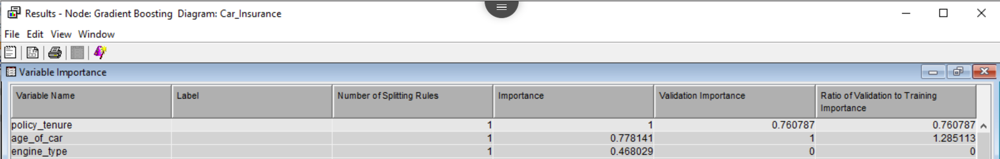 Results - Node: Gradient Boosting Diagram: Car_Insurance
File Edit View Window
Variable Importance
Variable Name Label Number of Splitting Rules Importance Validation Importance Ratio of Validation to Training Importance
policy_tenure 1 1 0.760787 0.760787
age_of_car 1 0.778141 1 1.285113
engine_type 1 0.468029 0 0